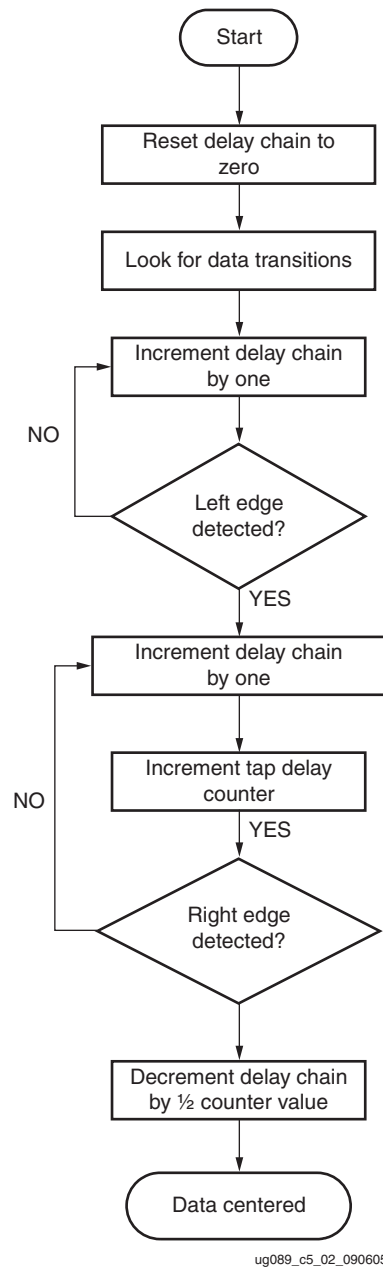 Start
Reset delay chain to
zero
Look for data transitions
Increment delay chain
by one
NO
Left edge
detected?
YES
Increment delay chain
by one
Increment tap delay
counter
NO
YES
Right edge
detected?
Decrement delay chain
by ½ counter value
Data centered
ug089_c5_02_090605